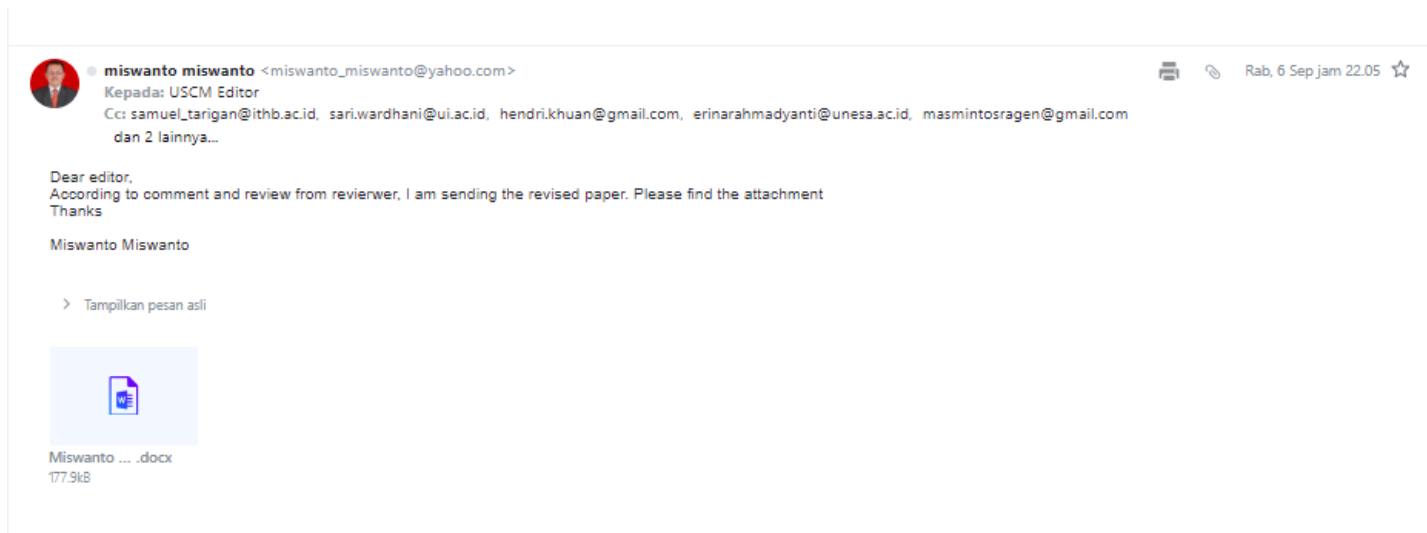 miswanto miswanto <miswanto_miswanto@yahoo.com>
Rab, 6 Sep jam 22.05
Kepada: USCM Editor
Cc: samuel_tarigan@ithb.ac.id, sari.wardhani@ui.ac.id, hendri.khuan@gmail.com, erinarahmadyanti@unesa.ac.id, masmintosragen@gmail.com
dan 2 lainnya...
Dear editor,
According to comment and review from revierwer, I am sending the revised paper. Please find the attachment
Thanks
Miswanto Miswanto
Tampilkan pesan asli
W
Miswanto ... .docx
177.9kB